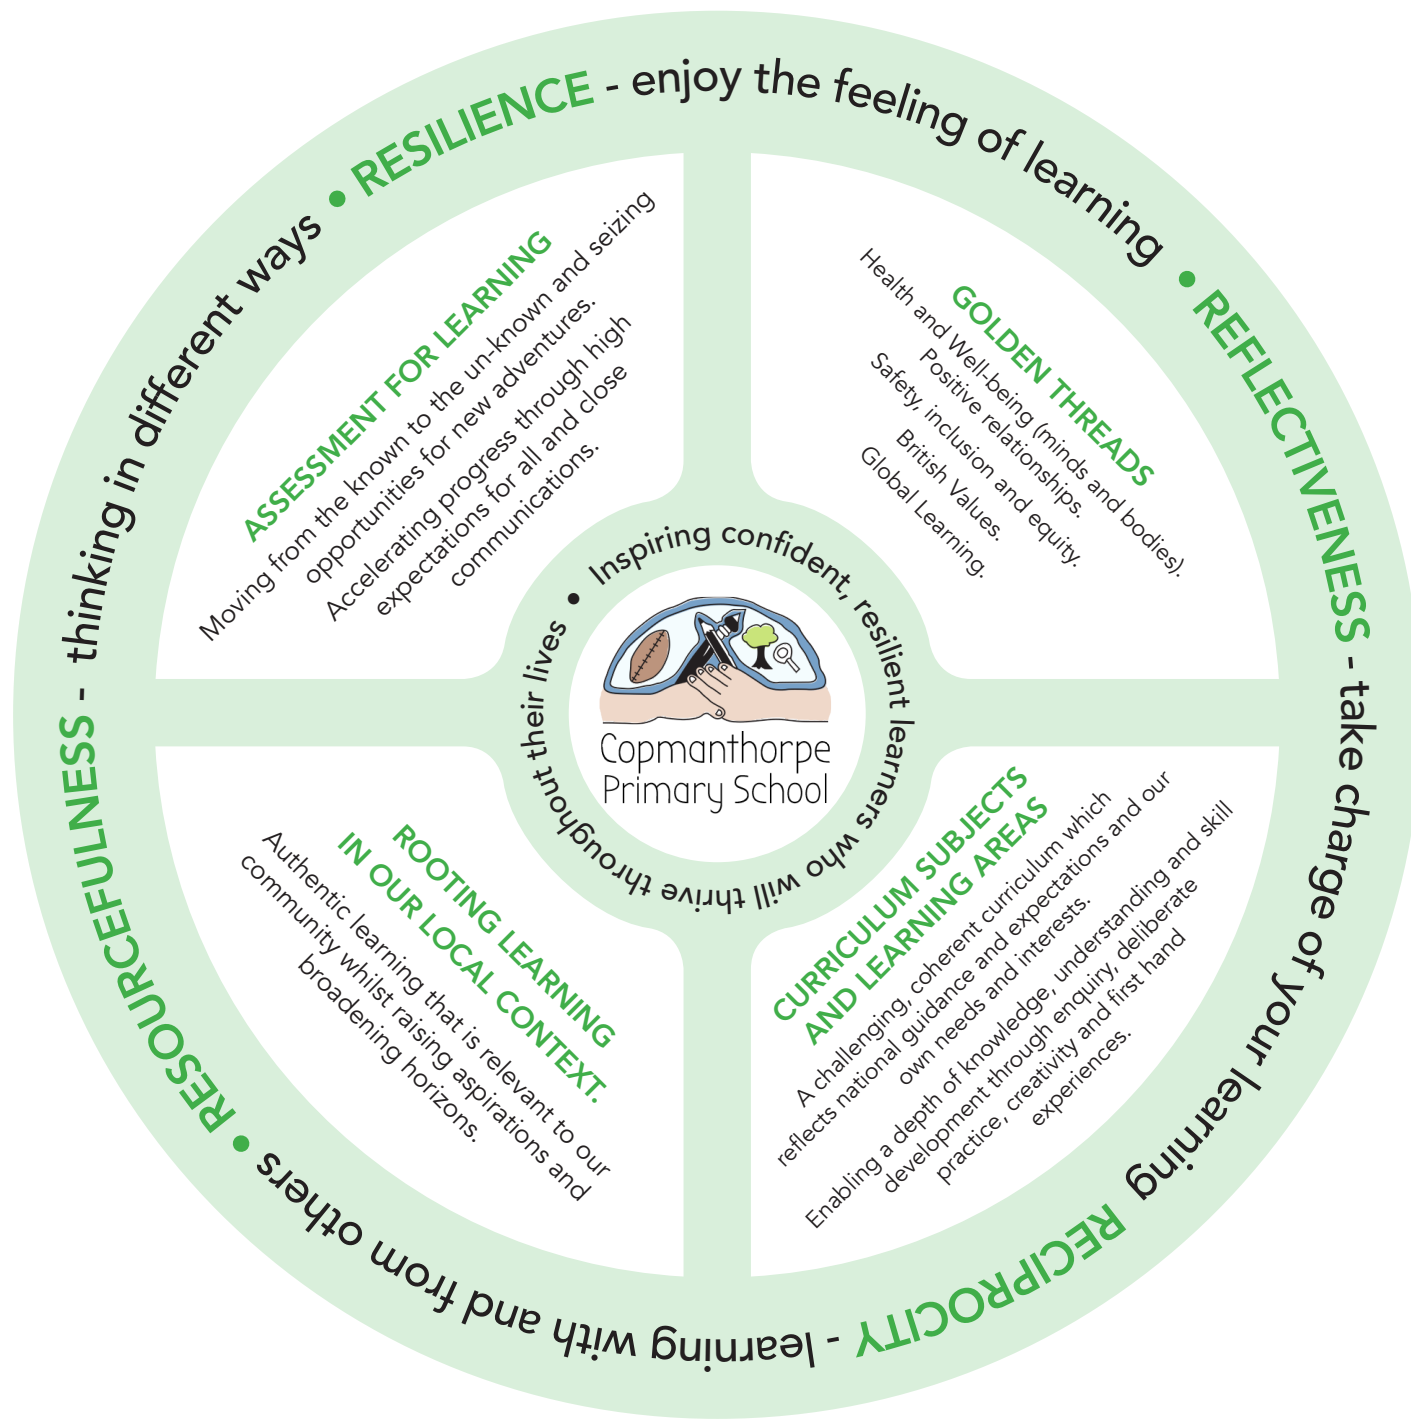 • RESILIENCE - enjoy the feeling of learning
• REFLECTIVENESS - take charge of your learning
RECIPROCITY - learning with and from others
• RESOURCEFULNESS - thinking in different ways
ASSESSMENT FOR LEARNING
Moving from the known to the un-known and seizing
opportunities for new adventures.
Accelerating progress through high
expectations for all and close
communications.
GOLDEN THREADS
Health and Well-being (minds and bodies).
Positive relationships.
Safety, inclusion and equity.
British Values.
Global Learning.
• Inspiring confident, resilient learners who will thrive throughout their lives
Copmanthorpe
Primary School
ROOTING LEARNING
IN OUR LOCAL CONTEXT.
Authentic learning that is relevant to our
community whilst raising aspirations and
broadening horizons.
CURRICULUM SUBJECTS
AND LEARNING AREAS
A challenging, coherent curriculum which
reflects national guidance and expectations and our
own needs and interests.
Enabling a depth of knowledge, understanding and skill
development through enquiry, deliberate
practice, creativity and first hand
experiences.